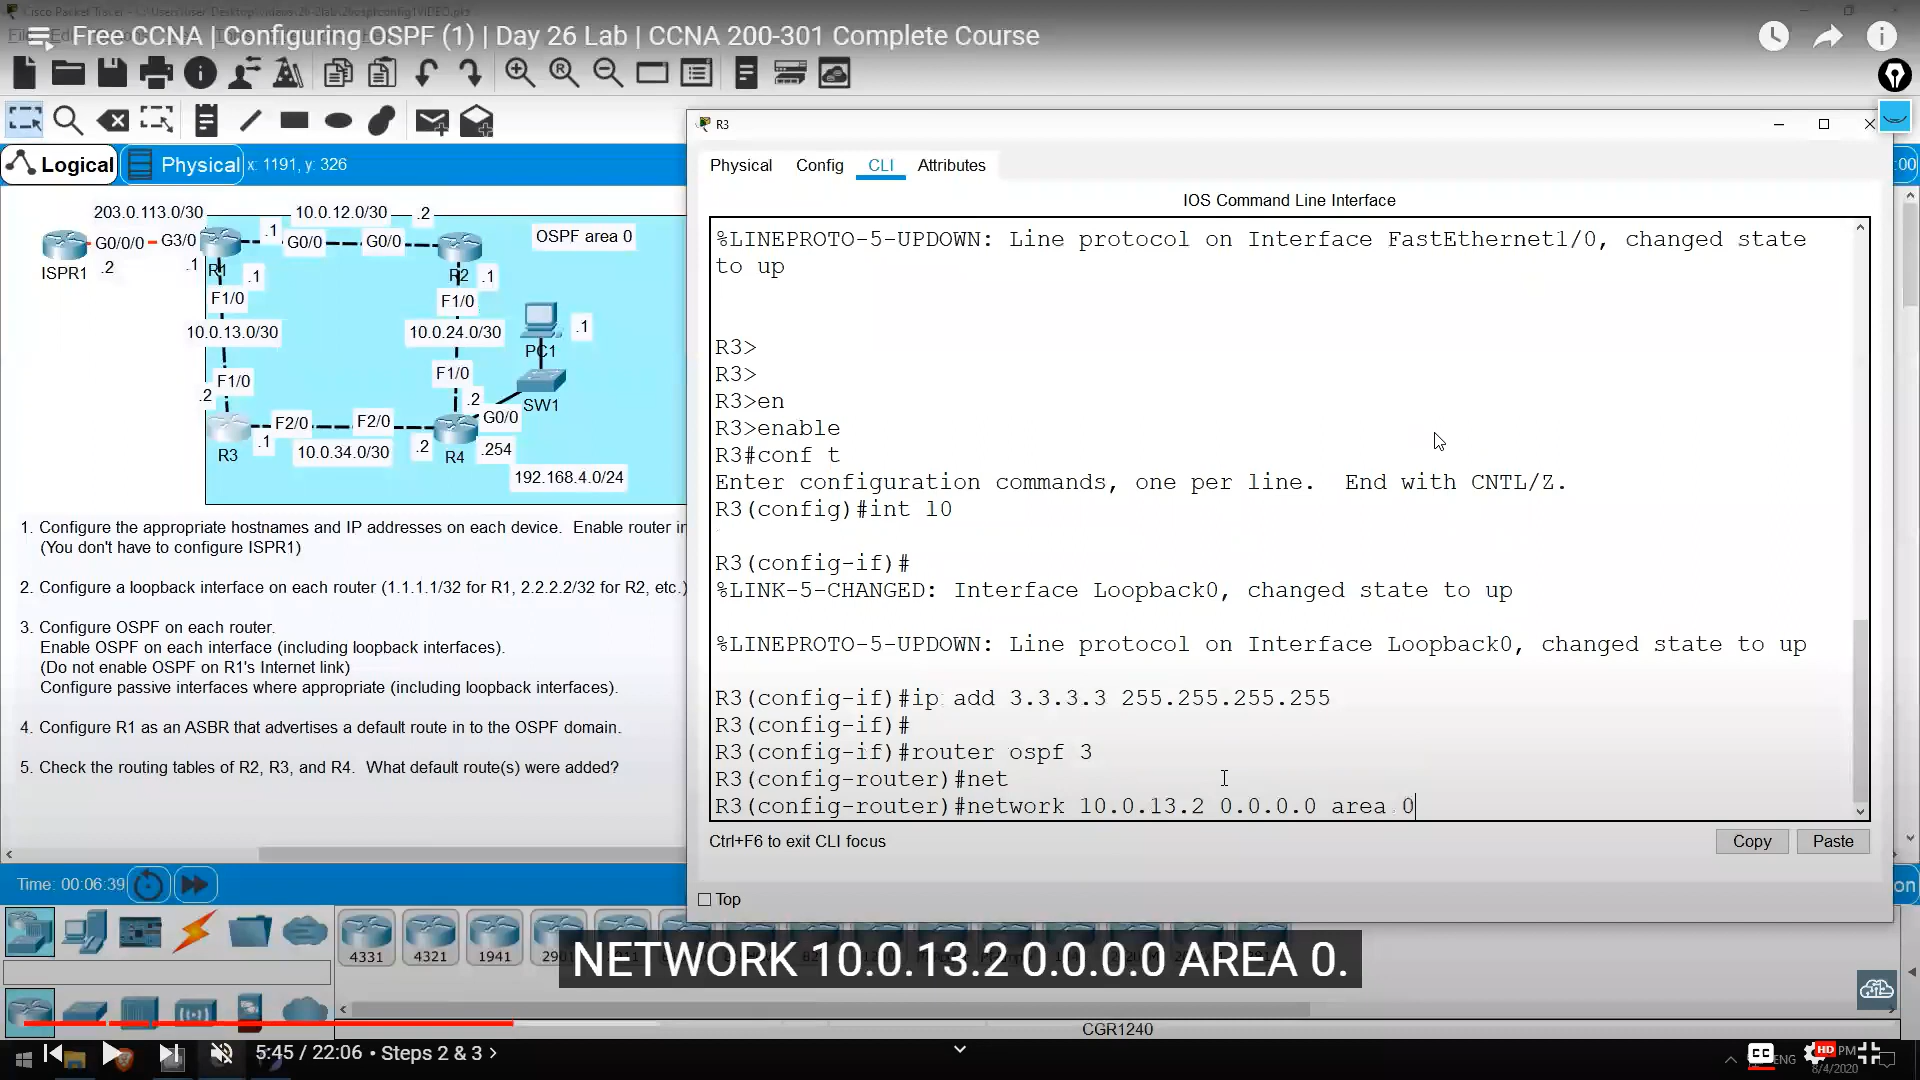 Free CCNA | Configuring OSPF (1) | Day 26 Lab | CCNA 200-301 Complete Course
Logical
Physical
x: 1191, y: 326
203.0.113.0/30
10.0.12.0/30
.2
OSPF area 0
G0/0/0
G3/0
.1
G0/0
G0/0
ISPR1
.2
.1
R1
.1
R2
.1
F1/0
F1/0
10.0.13.0/30
10.0.24.0/30
.1
PC1
F1/0
F1/0
.2
.2
SW1
F2/0
F2/0
G0/0
R3
.1
10.0.34.0/30
.2
R4
.254
192.168.4.0/24
1. Configure the appropriate hostnames and IP addresses on each device. Enable router in
(You don't have to configure ISPR1)
2. Configure a loopback interface on each router (1.1.1.1/32 for R1, 2.2.2.2/32 for R2, etc.)
3. Configure OSPF on each router.
Enable OSPF on each interface (including loopback interfaces).
(Do not enable OSPF on R1's Internet link)
Configure passive interfaces where appropriate (including loopback interfaces).
4. Configure R1 as an ASBR that advertises a default route in to the OSPF domain.
5. Check the routing tables of R2, R3, and R4. What default route(s) were added?
R3
Physical
Config
CLI
Attributes
IOS Command Line Interface
%LINEPROTO-5-UPDOWN: Line protocol on Interface FastEthernet1/0, changed state
to up
R3>
R3>
R3>en
R3>enable
R3#conf t
Enter configuration commands, one per line.  End with CNTL/Z.
R3(config)#int l0
R3(config-if)#
%LINK-5-CHANGED: Interface Loopback0, changed state to up
%LINEPROTO-5-UPDOWN: Line protocol on Interface Loopback0, changed state to up
R3(config-if)#ip add 3.3.3.3 255.255.255.255
R3(config-if)#
R3(config-if)#router ospf 3
R3(config-router)#net
R3(config-router)#network 10.0.13.2 0.0.0.0 area 0
Ctrl+F6 to exit CLI focus
Copy
Paste
Top
Time: 00:06:39
4331
4321
1941
NETWORK 10.0.13.2 0.0.0.0 AREA 0.
CGR1240
5:45 / 22:06 • Steps 2 & 3
CC
HD
ENG
PM
8/4/2020